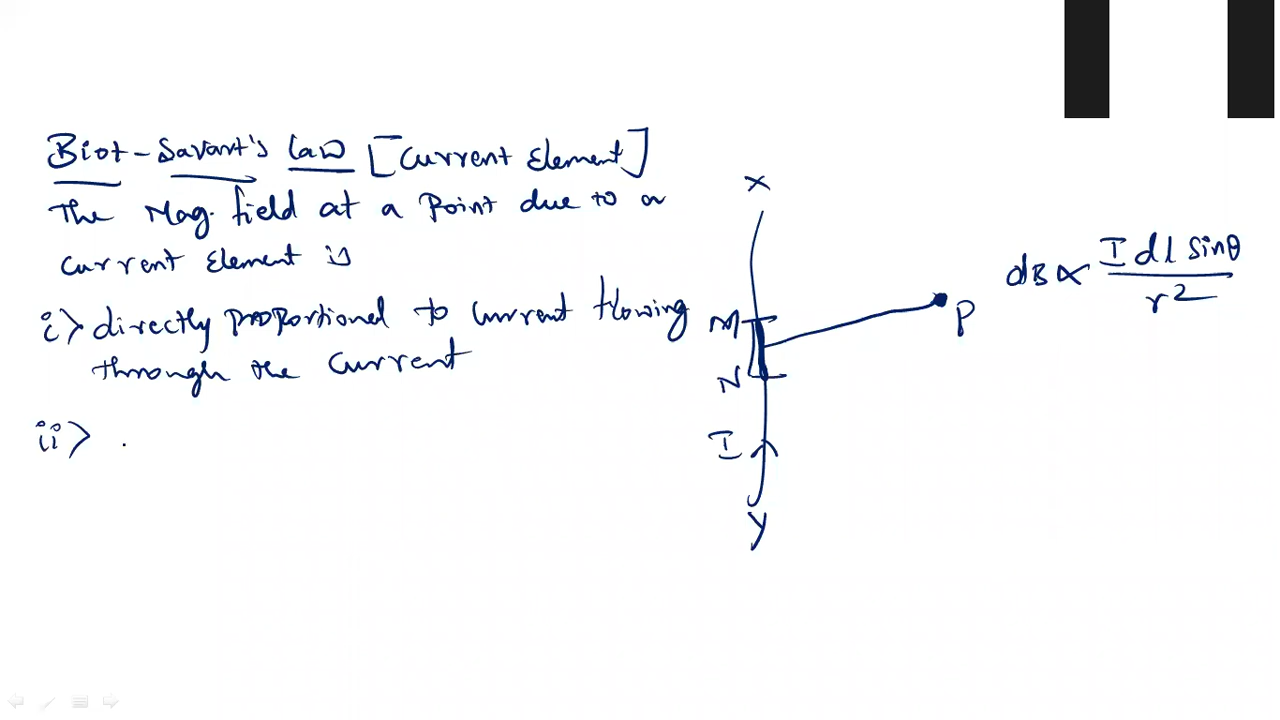 Biot-Savart's law [Current Element]
The Mag. field at a point due to a
current element is
i> directly proportional to current flowing
through the current
ii>
X
M
N
I
Y
P
dB ∝ I dl sinθ / r²